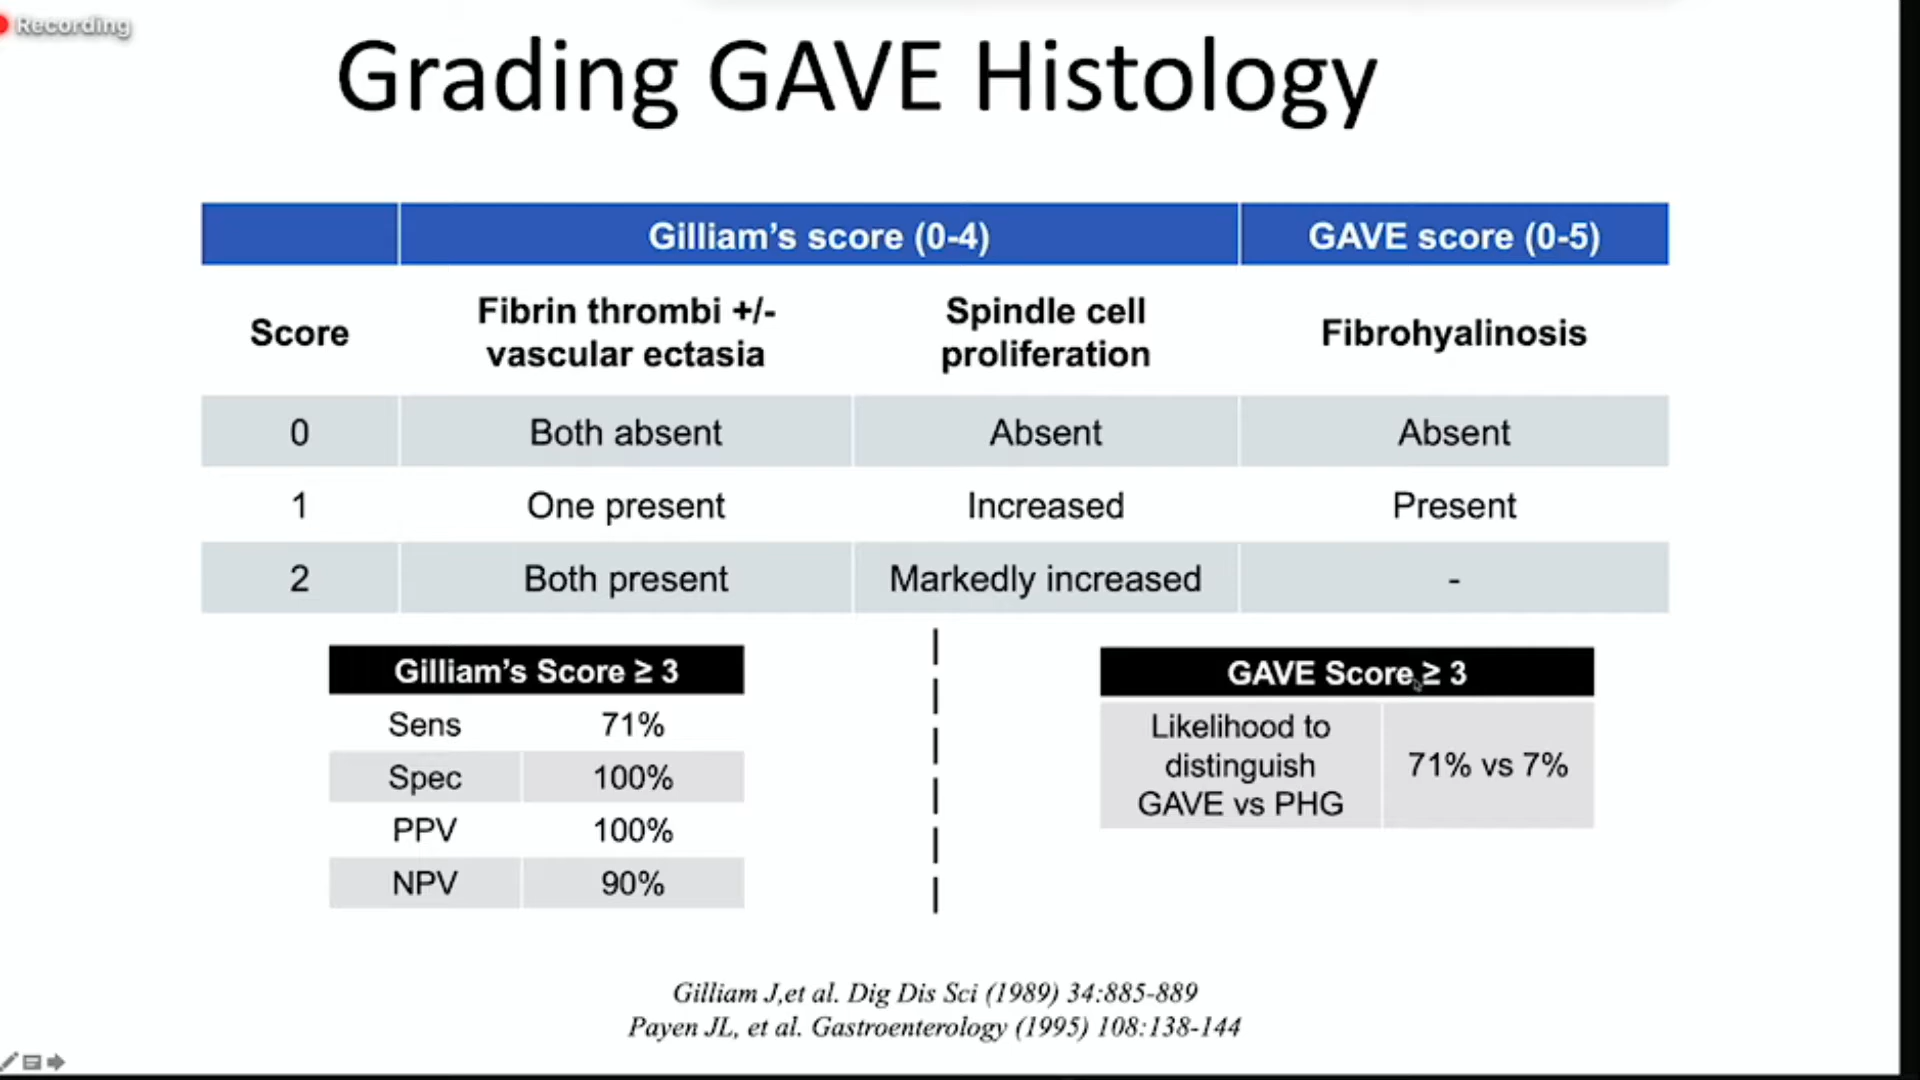 Recording
Grading GAVE Histology
Gilliam's score (0-4) GAVE score (0-5)
Score Fibrin thrombi +/- vascular ectasia Spindle cell proliferation Fibrohyalinosis
0 Both absent Absent Absent
1 One present Increased Present
2 Both present Markedly increased -
Gilliam's Score ≥ 3
Sens 71%
Spec 100%
PPV 100%
NPV 90%
GAVE Score ≥ 3
Likelihood to
distinguish
GAVE vs PHG
71% vs 7%
Gilliam J,et al. Dig Dis Sci (1989) 34:885-889
Payen JL, et al. Gastroenterology (1995) 108:138-144